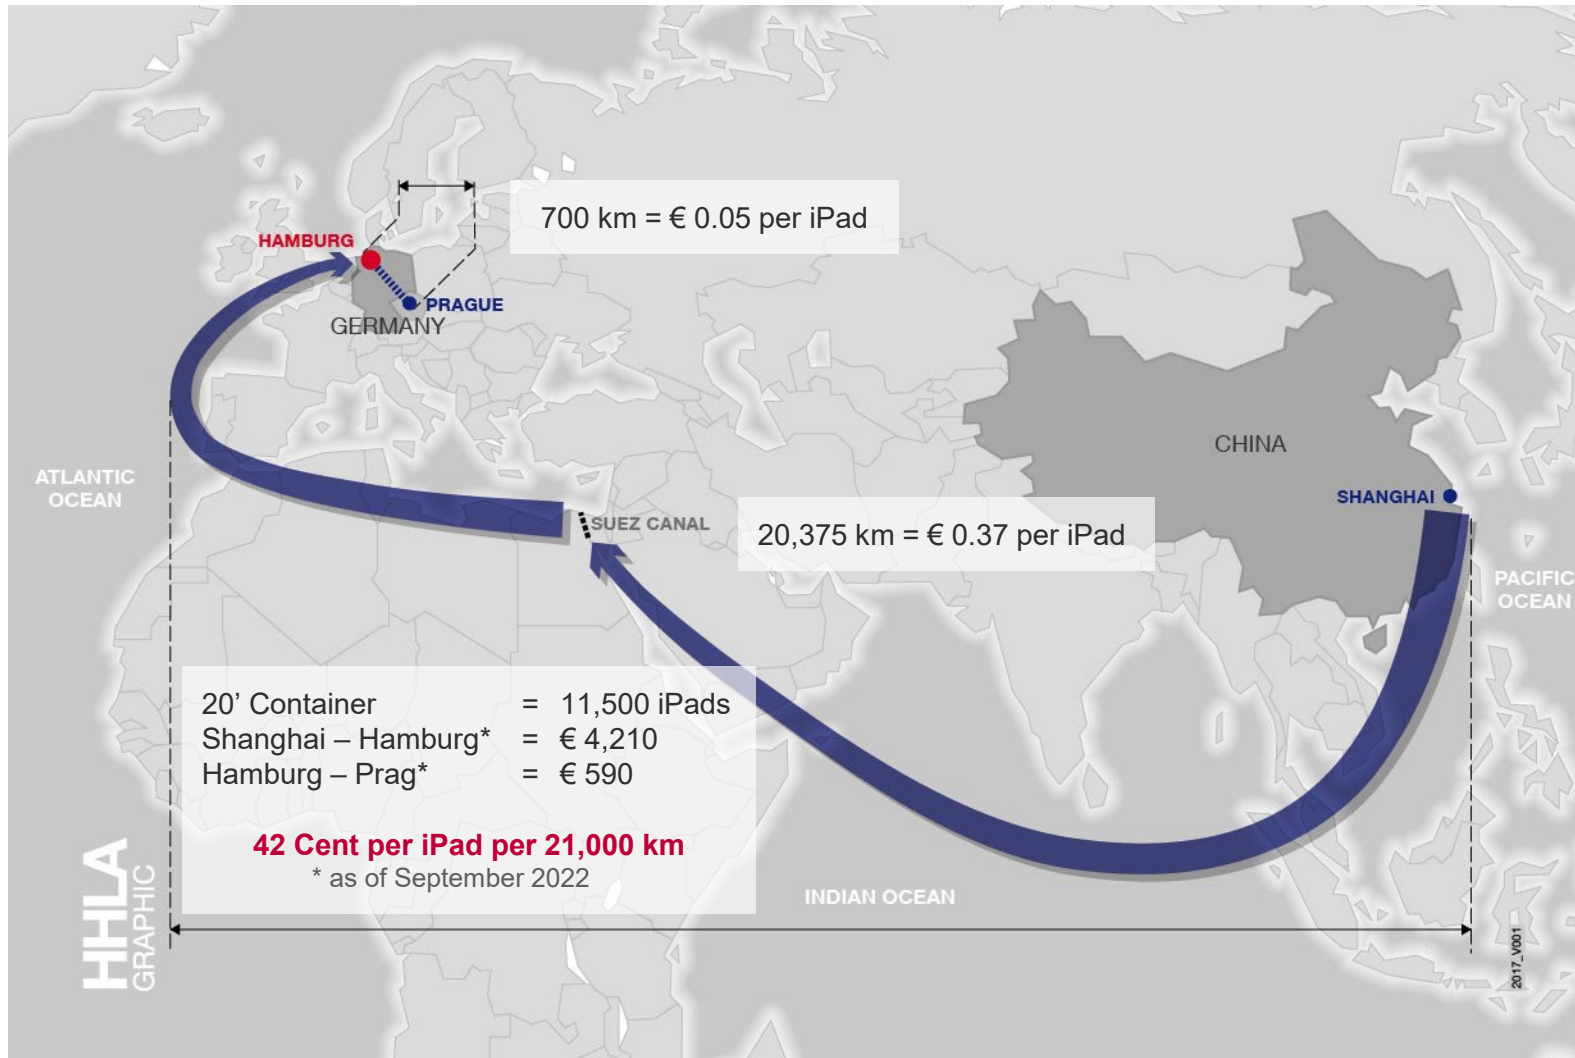 700 km = € 0.05 per iPad
HAMBURG
PRAGUE
GERMANY
CHINA
ATLANTIC
OCEAN
SHANGHAI
SUEZ CANAL
20,375 km = € 0.37 per iPad
PACIFIC
OCEAN
20’ Container = 11,500 iPads
Shanghai – Hamburg* = € 4,210
Hamburg – Prag* = € 590
42 Cent per iPad per 21,000 km
* as of September 2022
INDIAN OCEAN
HHLA
GRAPHIC
2017_V001